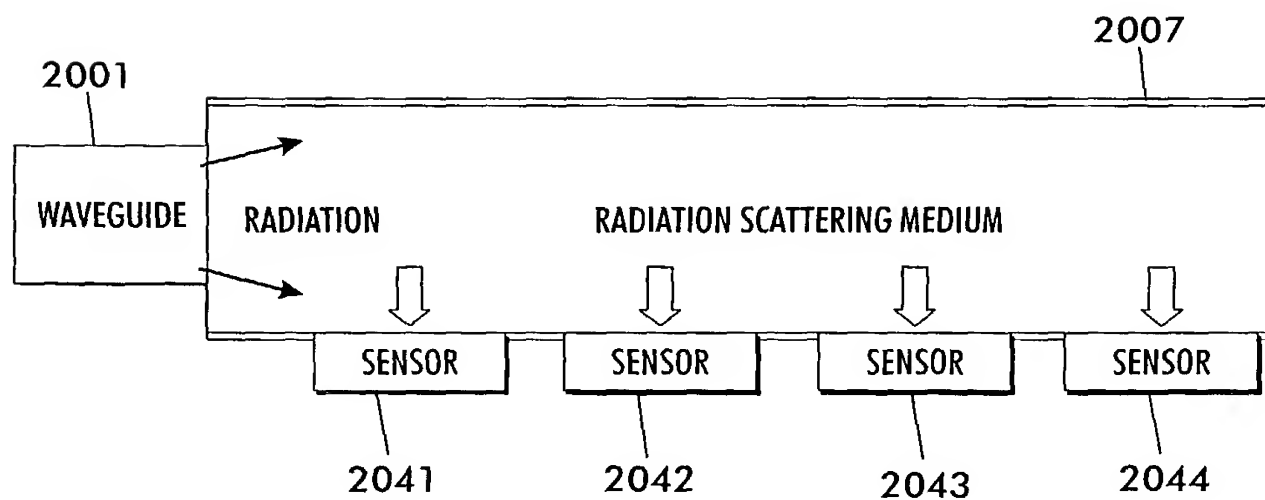 2007
2001
WAVEGUIDE
RADIATION
RADIATION SCATTERING MEDIUM
SENSOR
SENSOR
SENSOR
SENSOR
2041
2042
2043
2044